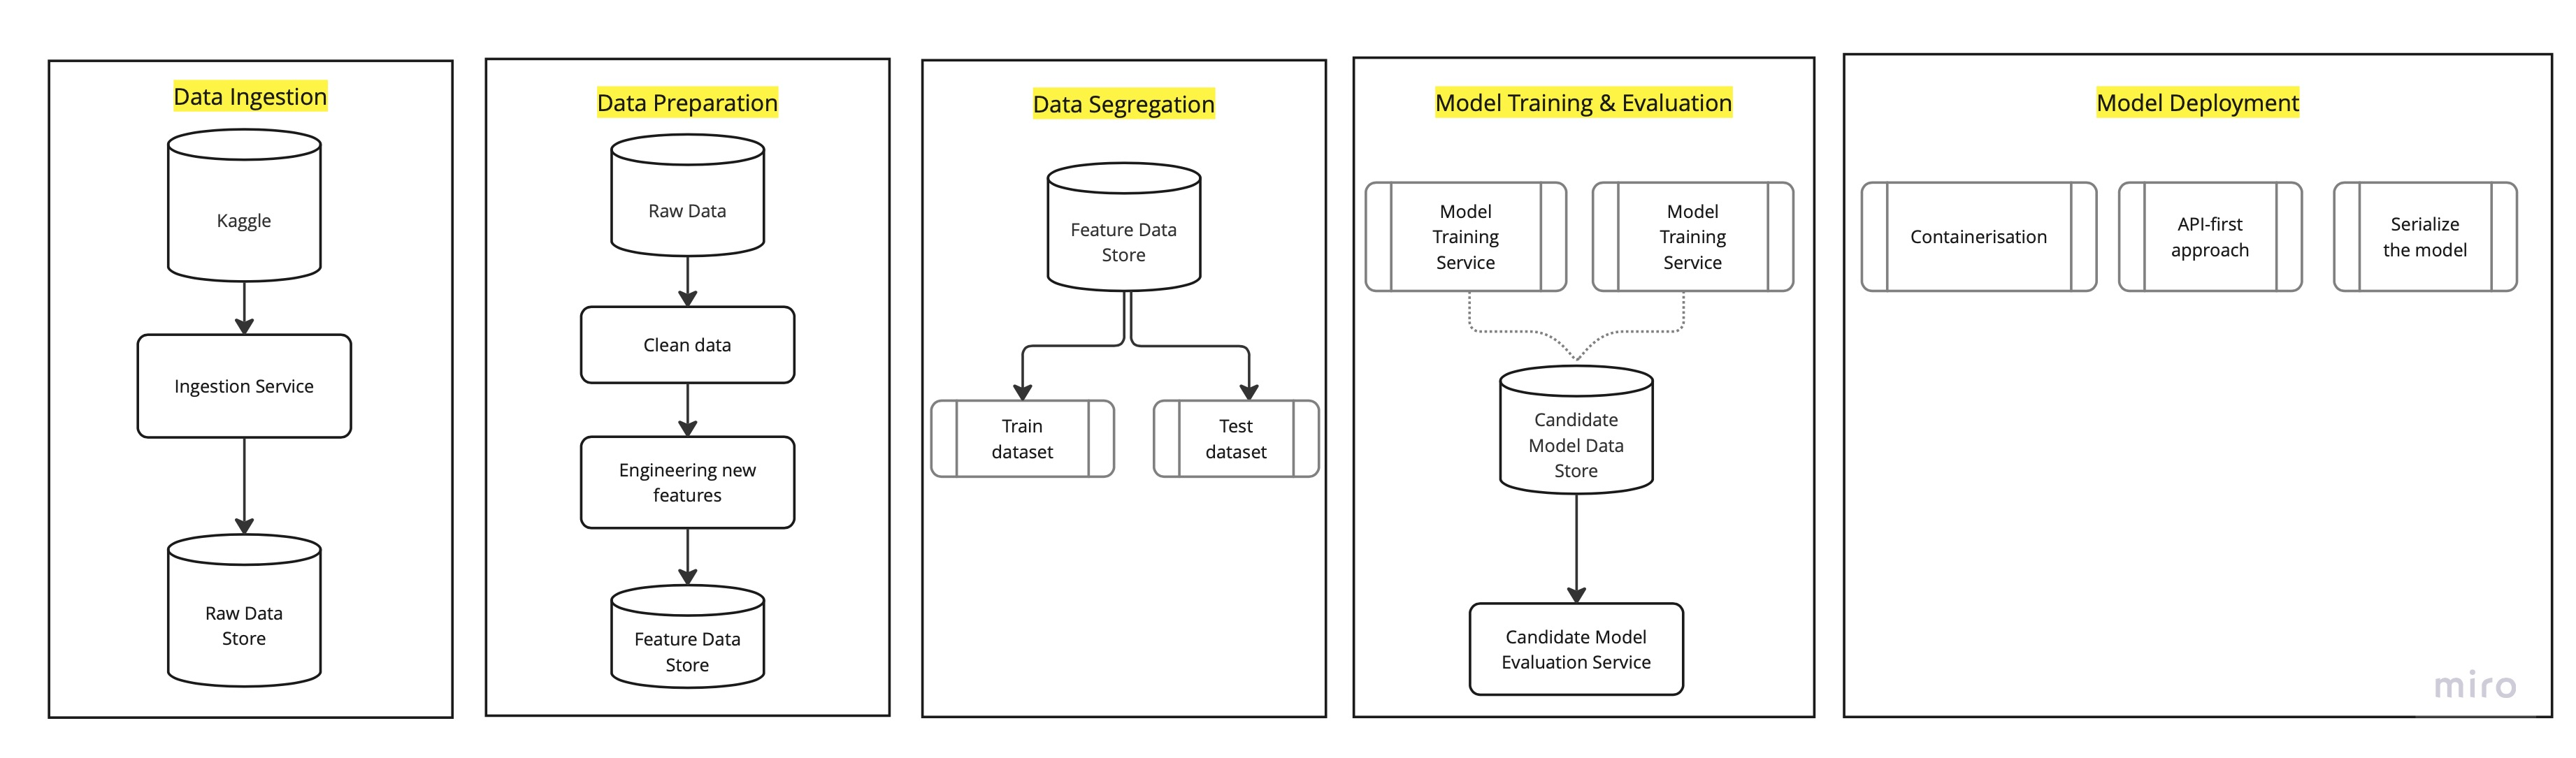 Data Ingestion
Kaggle
Ingestion Service
Raw Data
Store
Data Preparation
Raw Data
Clean data
Engineering new
features
Feature Data
Store
Data Segregation
Feature Data
Store
Train
dataset
Test
dataset
Model Training & Evaluation
Model
Training
Service
Model
Training
Service
Candidate
Model Data
Store
Candidate Model
Evaluation Service
Model Deployment
Containerisation
API-first
approach
Serialize
the model
miro